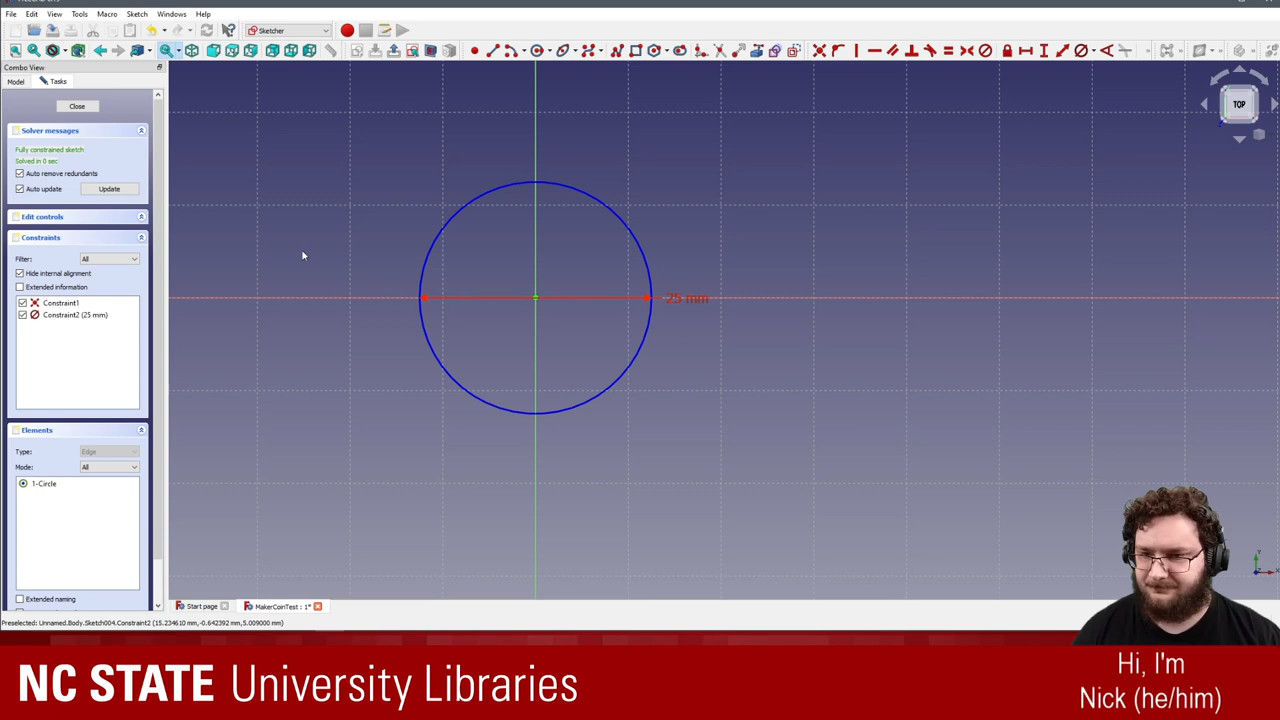 File Edit View Tools Macro Sketch Windows Help
Sketcher
Combo View
Model Tasks
TOP
Close
Solver messages
Fully constrained sketch
Solved in 0 sec
Auto remove redundants
Auto update Update
Edit controls
Constraints
Filter: All
Hide internal alignment
Extended information
Constraint1
Constraint2 (25 mm)
25 mm
Elements
Type: Edge
Mode: All
1-Circle
Extended naming
Start page MakerCoinTest : 1*
Preselected: Unnamed.Body.Sketch004.Constraint2 (15.234610 mm,-0.642392 mm,5.009000 mm)
NC STATE University Libraries
Hi, I'm
Nick (he/him)